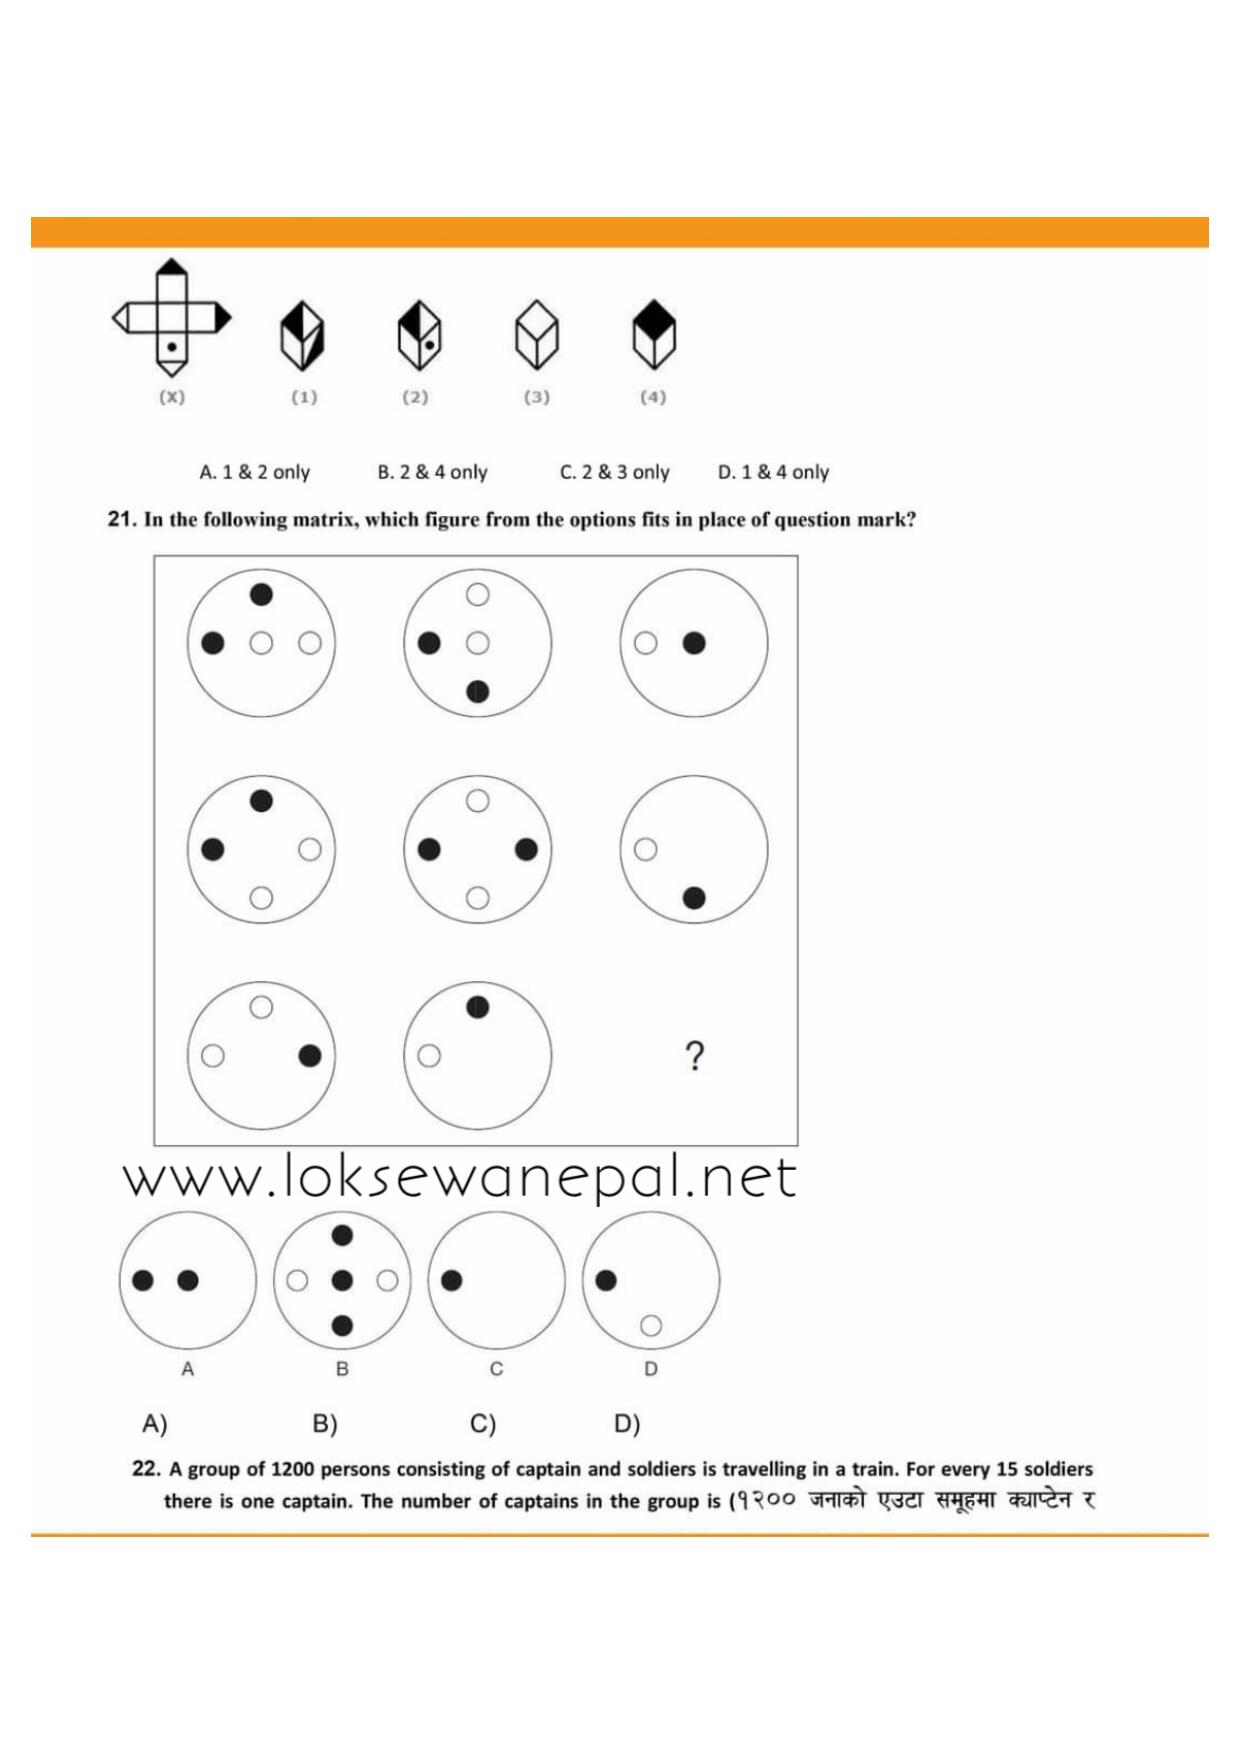 (X) (1) (2) (3) (4)
A. 1 & 2 only B. 2 & 4 only C. 2 & 3 only D. 1 & 4 only
21. In the following matrix, which figure from the options fits in place of question mark?
?
www.loksewanepal.net
A B C D
A) B) C) D)
22. A group of 1200 persons consisting of captain and soldiers is travelling in a train. For every 15 soldiers
there is one captain. The number of captains in the group is (१२०० जनाको एउटा समूहमा क्याप्टेन र